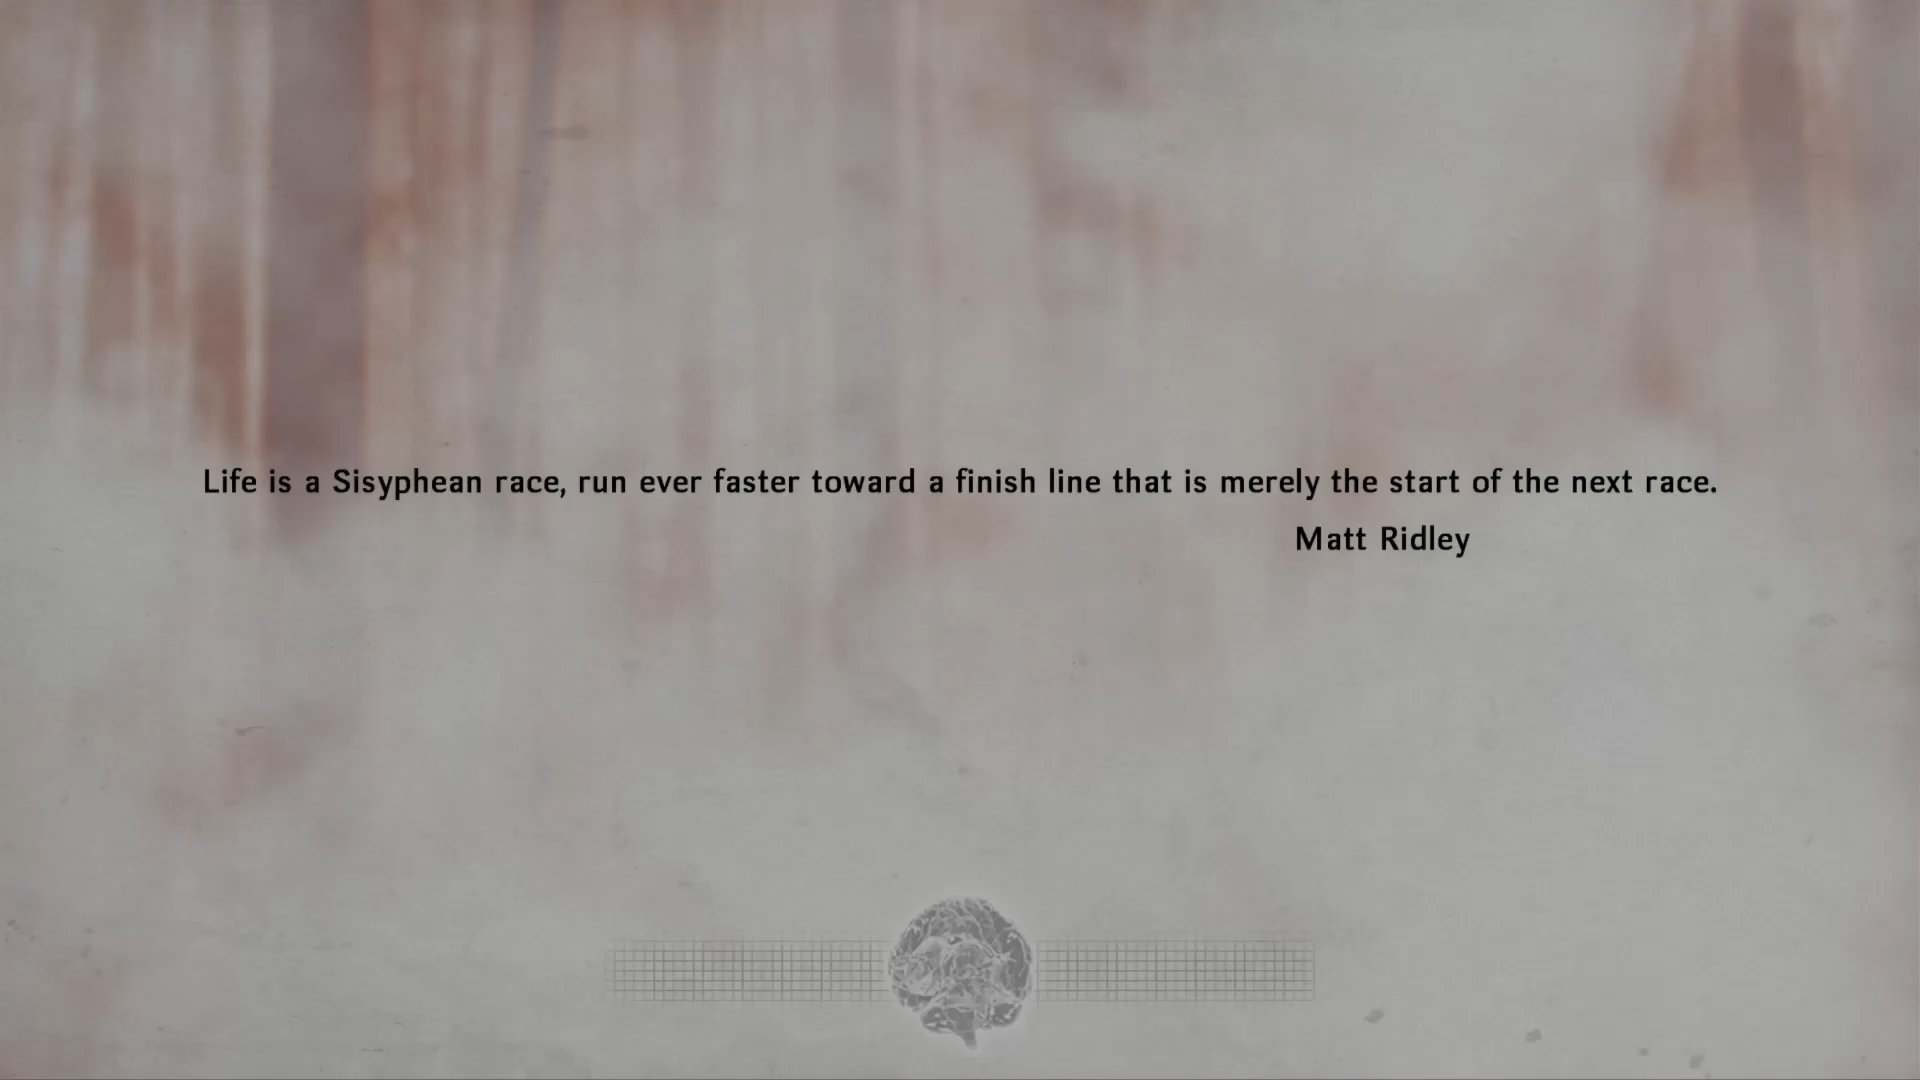 Life is a Sisyphean race, run ever faster toward a finish line that is merely the start of the next race.
Matt Ridley